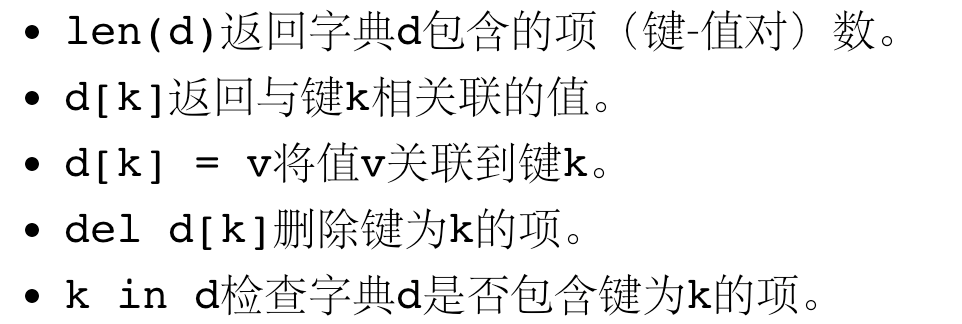 • len(d)返回字典d包含的项（键-值对）数。
• d[k]返回与键k相关联的值。
• d[k] = v将值v关联到键k。
• del d[k]删除键为k的项。
• k in d检查字典d是否包含键为k的项。